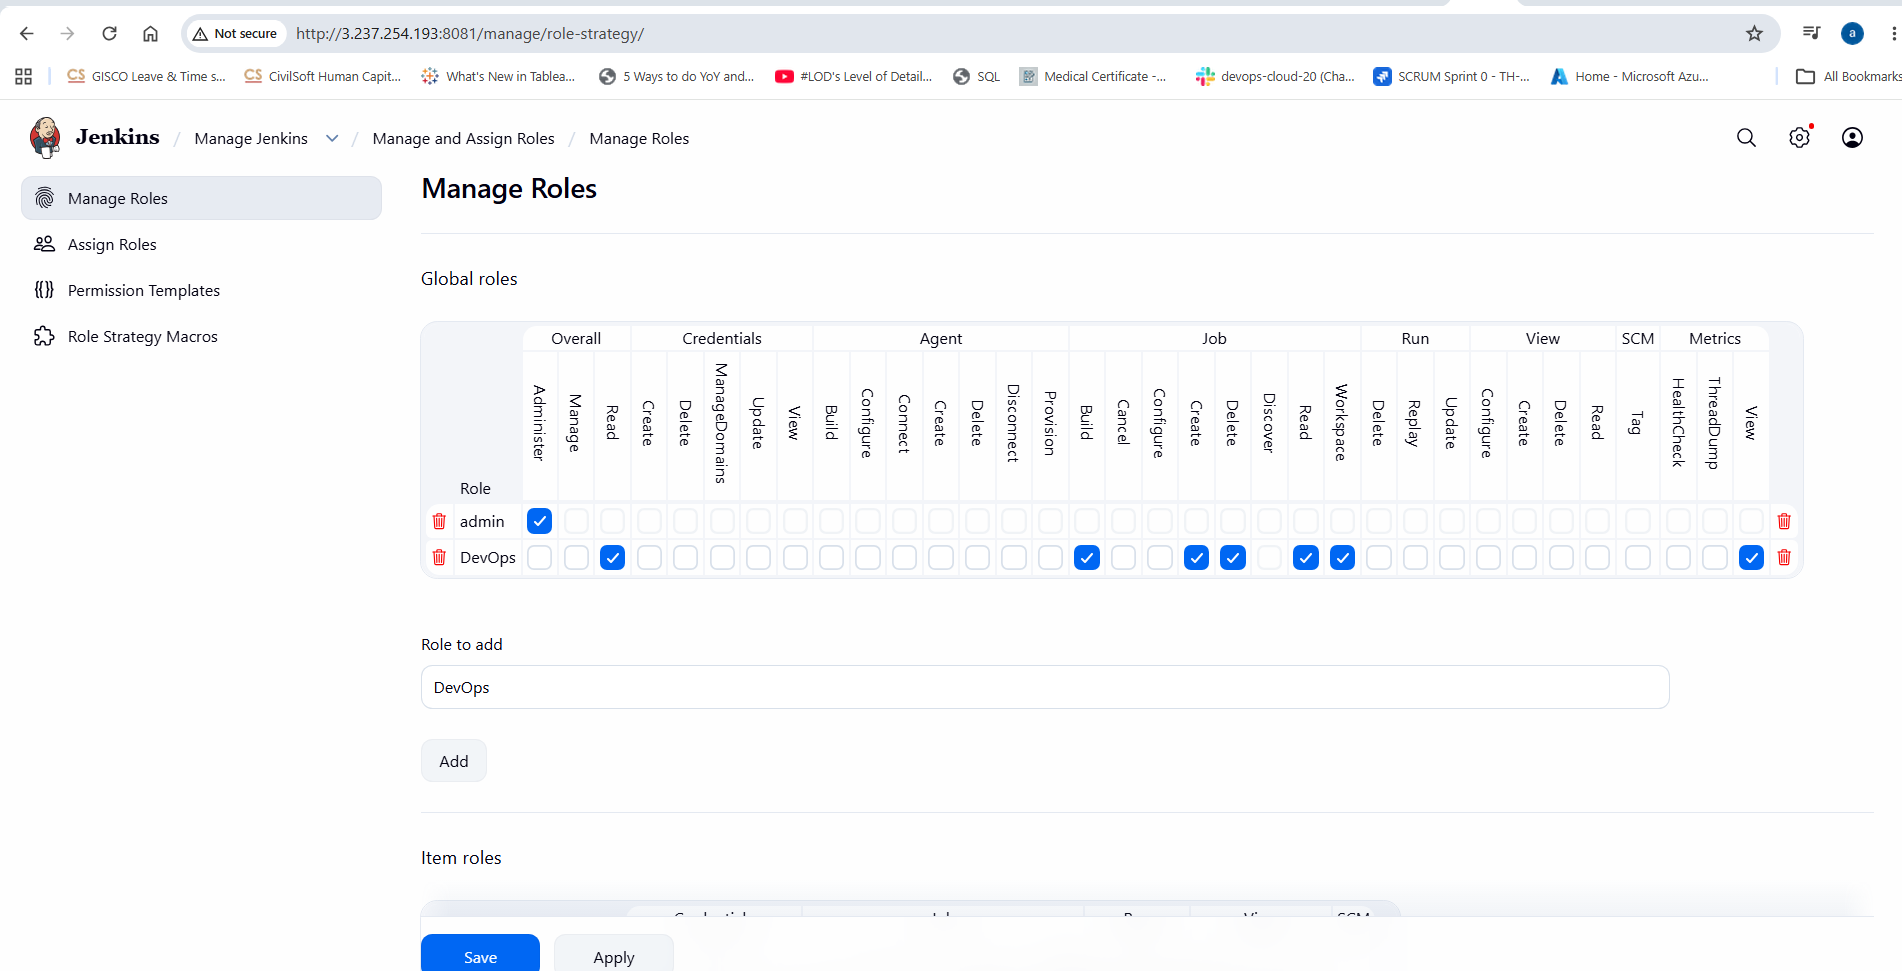 Not secure http://3.237.254.193:8081/manage/role-strategy/ a
GISCO Leave & Time s... CivilSoft Human Capit... What's New in Tablea... 5 Ways to do YoY and... #LOD's Level of Detail... SQL Medical Certificate -... devops-cloud-20 (Cha... SCRUM Sprint 0 - TH-... Home - Microsoft Azu... All Bookmarks
Jenkins / Manage Jenkins / Manage and Assign Roles / Manage Roles
Manage Roles
Assign Roles
Permission Templates
Role Strategy Macros
Manage Roles
Global roles
Overall Credentials Agent Job Run View SCM Metrics
Role Administer Manage Read Create Delete ManageDomains Update View Build Configure Connect Create Delete Disconnect Provision Build Cancel Configure Create Delete Discover Read Workspace Delete Replay Update Configure Create Delete Read Tag HealthCheck ThreadDump View
admin
DevOps
Role to add
DevOps
Add
Item roles
Save Apply